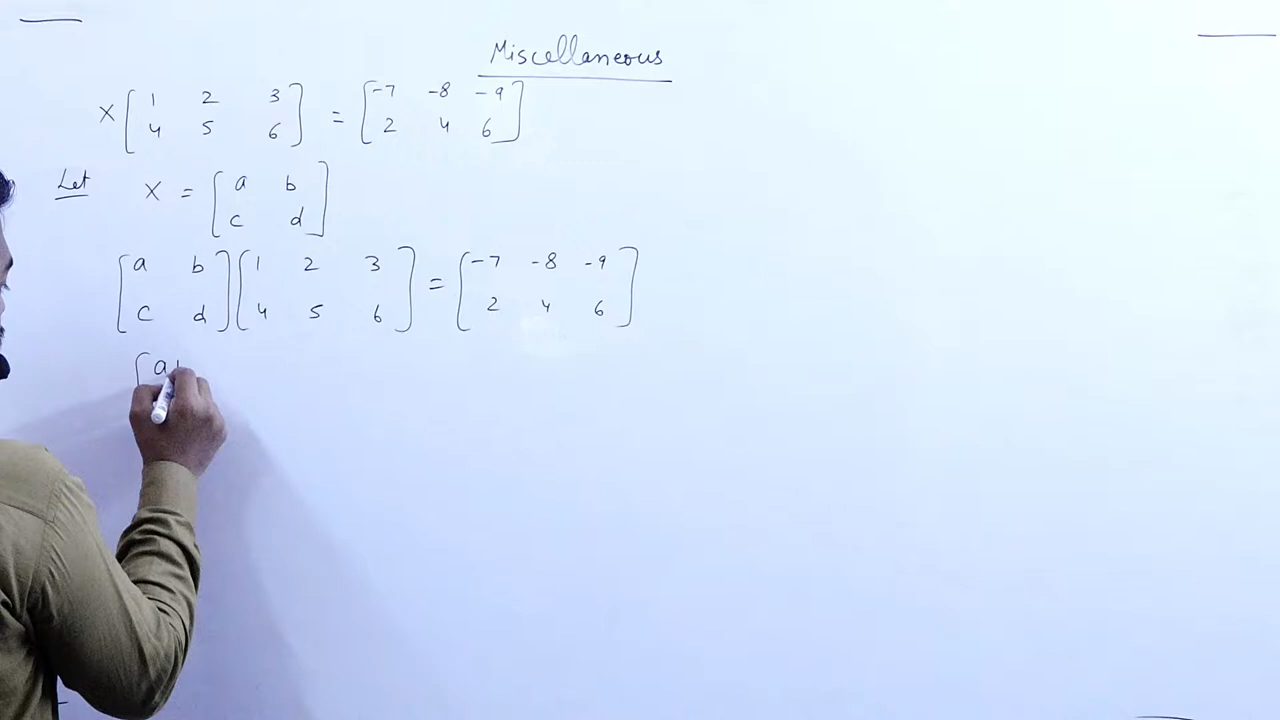 Miscellaneous
X [ 1 2 3 ] = [ -7 -8 -9 ]
[ 4 5 6 ] [ 2 4 6 ]
Let X = [ a b ]
[ c d ]
[ a b ] [ 1 2 3 ] = [ -7 -8 -9 ]
[ c d ] [ 4 5 6 ] [ 2 4 6 ]
[ a